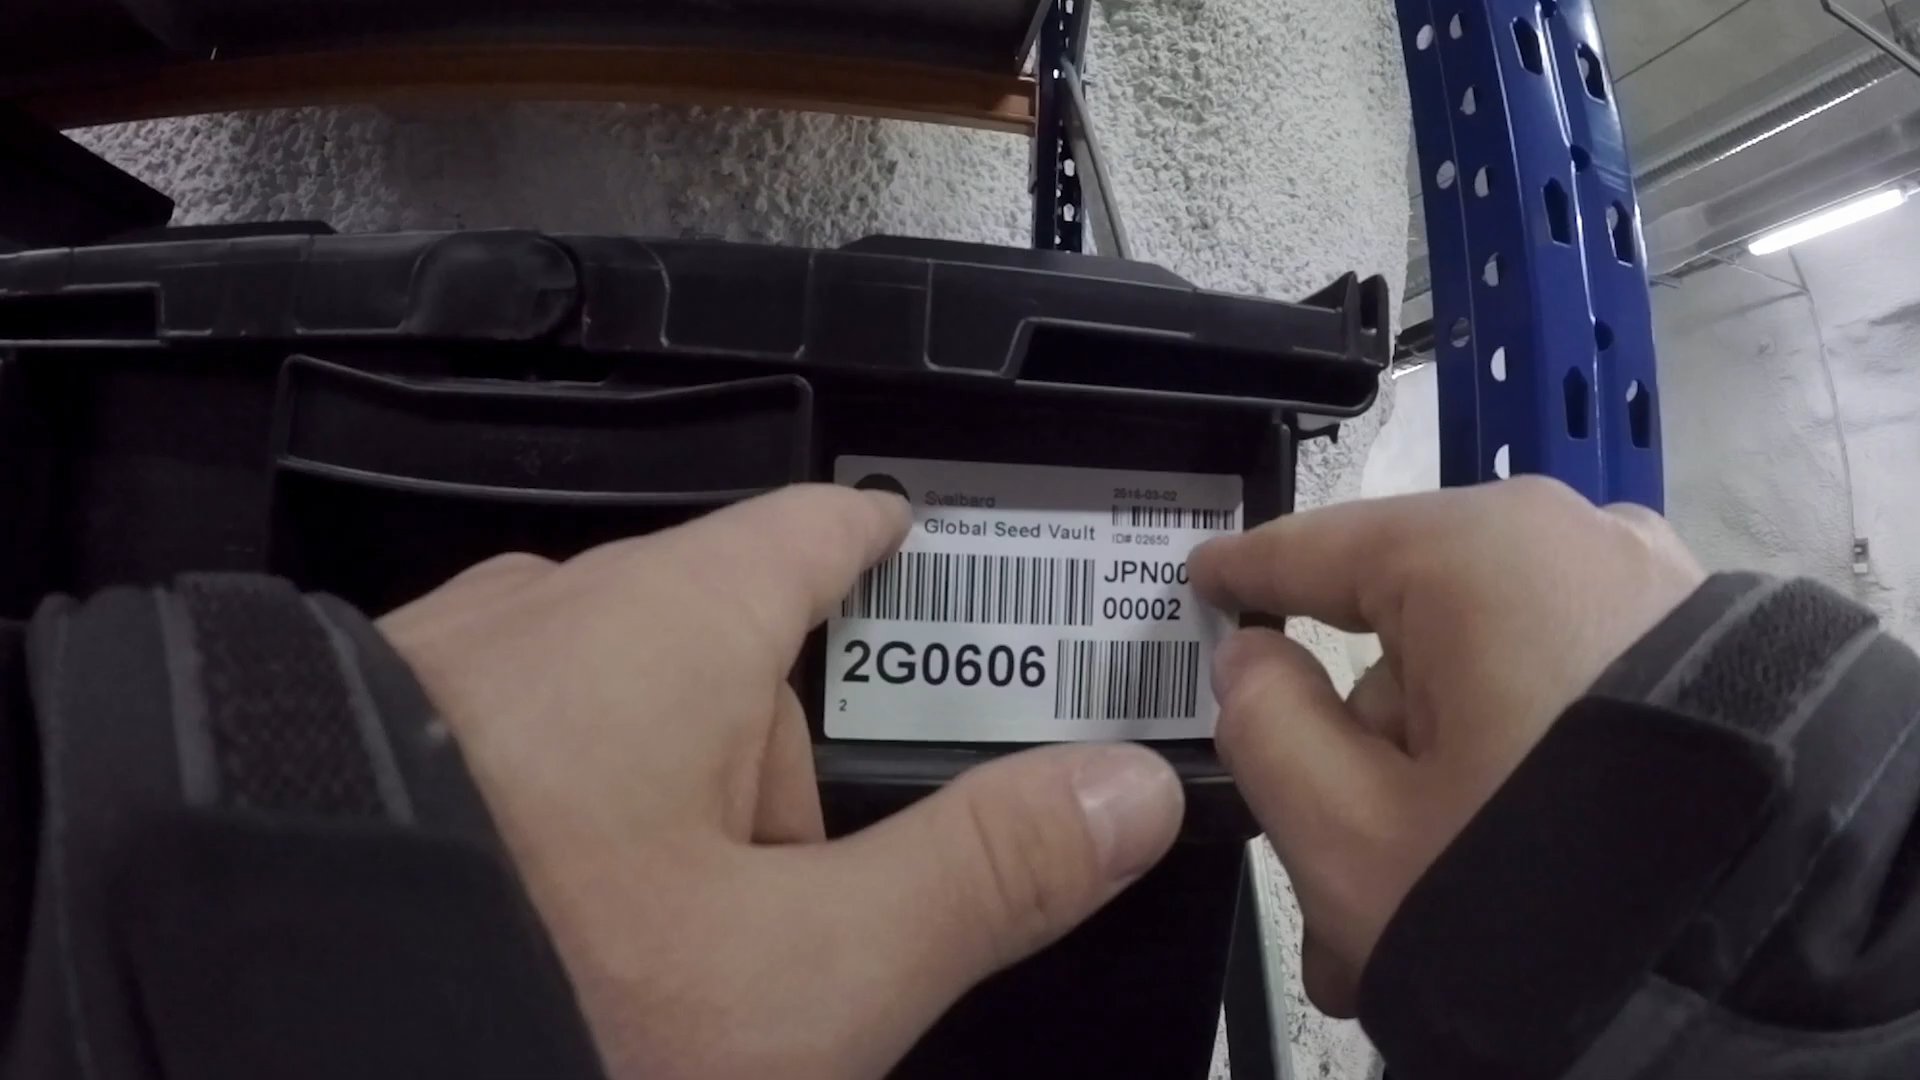 Svalbard
Global Seed Vault
2016-03-02
ID# 02650
JPN00
00002
2G0606
2